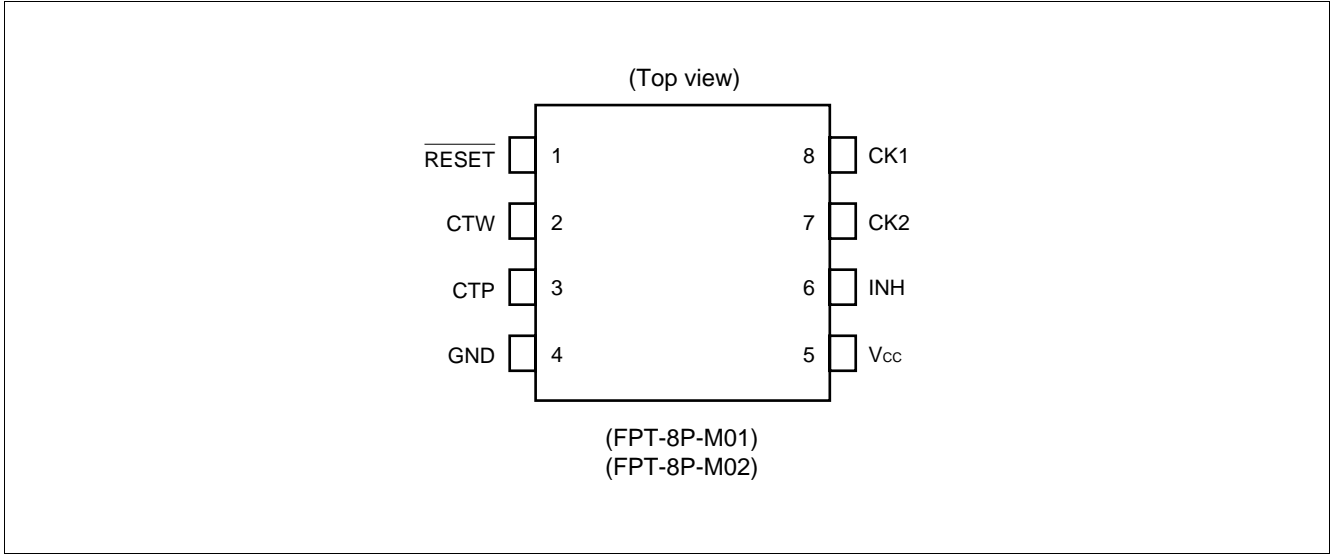 (Top view)
RESET 1 8 CK1
CTW 2 7 CK2
CTP 3 6 INH
GND 4 5 Vcc
(FPT-8P-M01)
(FPT-8P-M02)